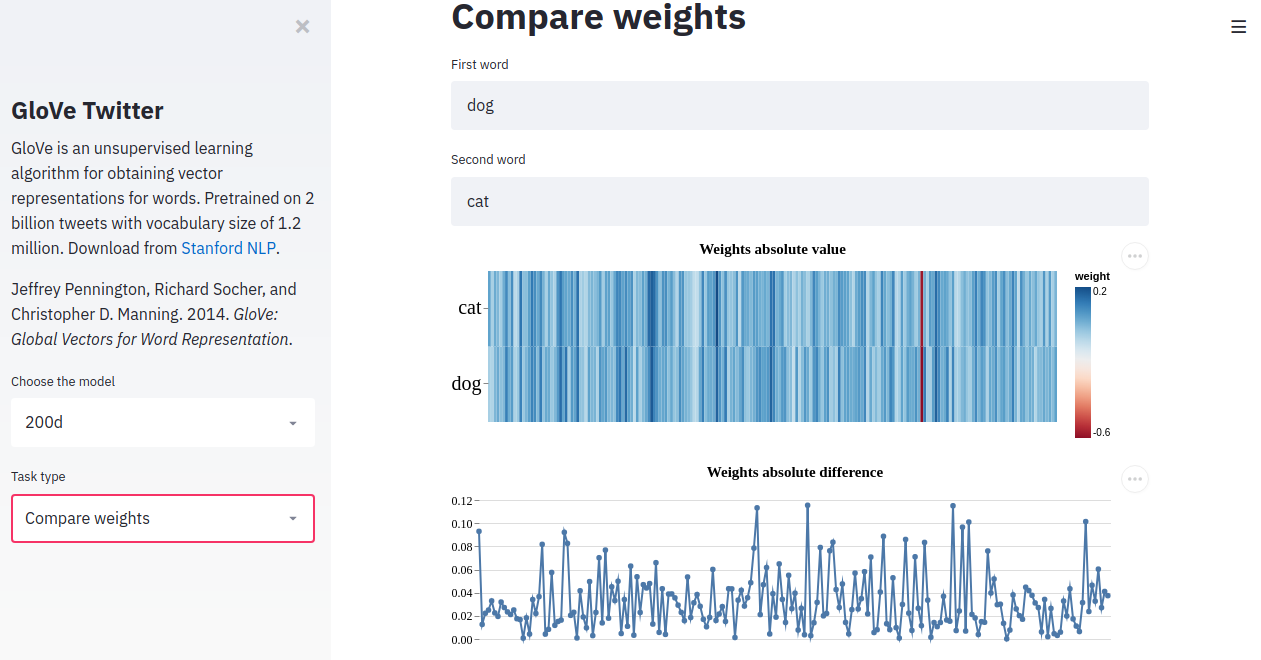 ×
GloVe Twitter
GloVe is an unsupervised learning
algorithm for obtaining vector
representations for words. Pretrained on 2
billion tweets with vocabulary size of 1.2
million. Download from Stanford NLP.
Jeffrey Pennington, Richard Socher, and
Christopher D. Manning. 2014. GloVe:
Global Vectors for Word Representation.
Choose the model
200d
Task type
Compare weights
Compare weights
First word
dog
Second word
cat
Weights absolute value
cat
dog
weight
0.2
-0.6
Weights absolute difference
0.12
0.10
0.08
0.06
0.04
0.02
0.00